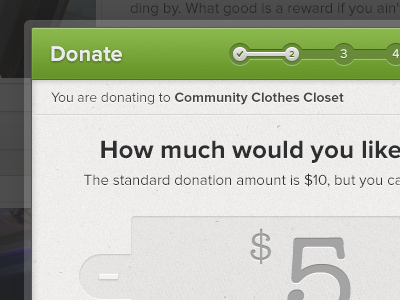 ding by. What good is a reward if you ain'
Donate
2 3 4
You are donating to Community Clothes Closet
How much would you like
The standard donation amount is $10, but you ca
$5